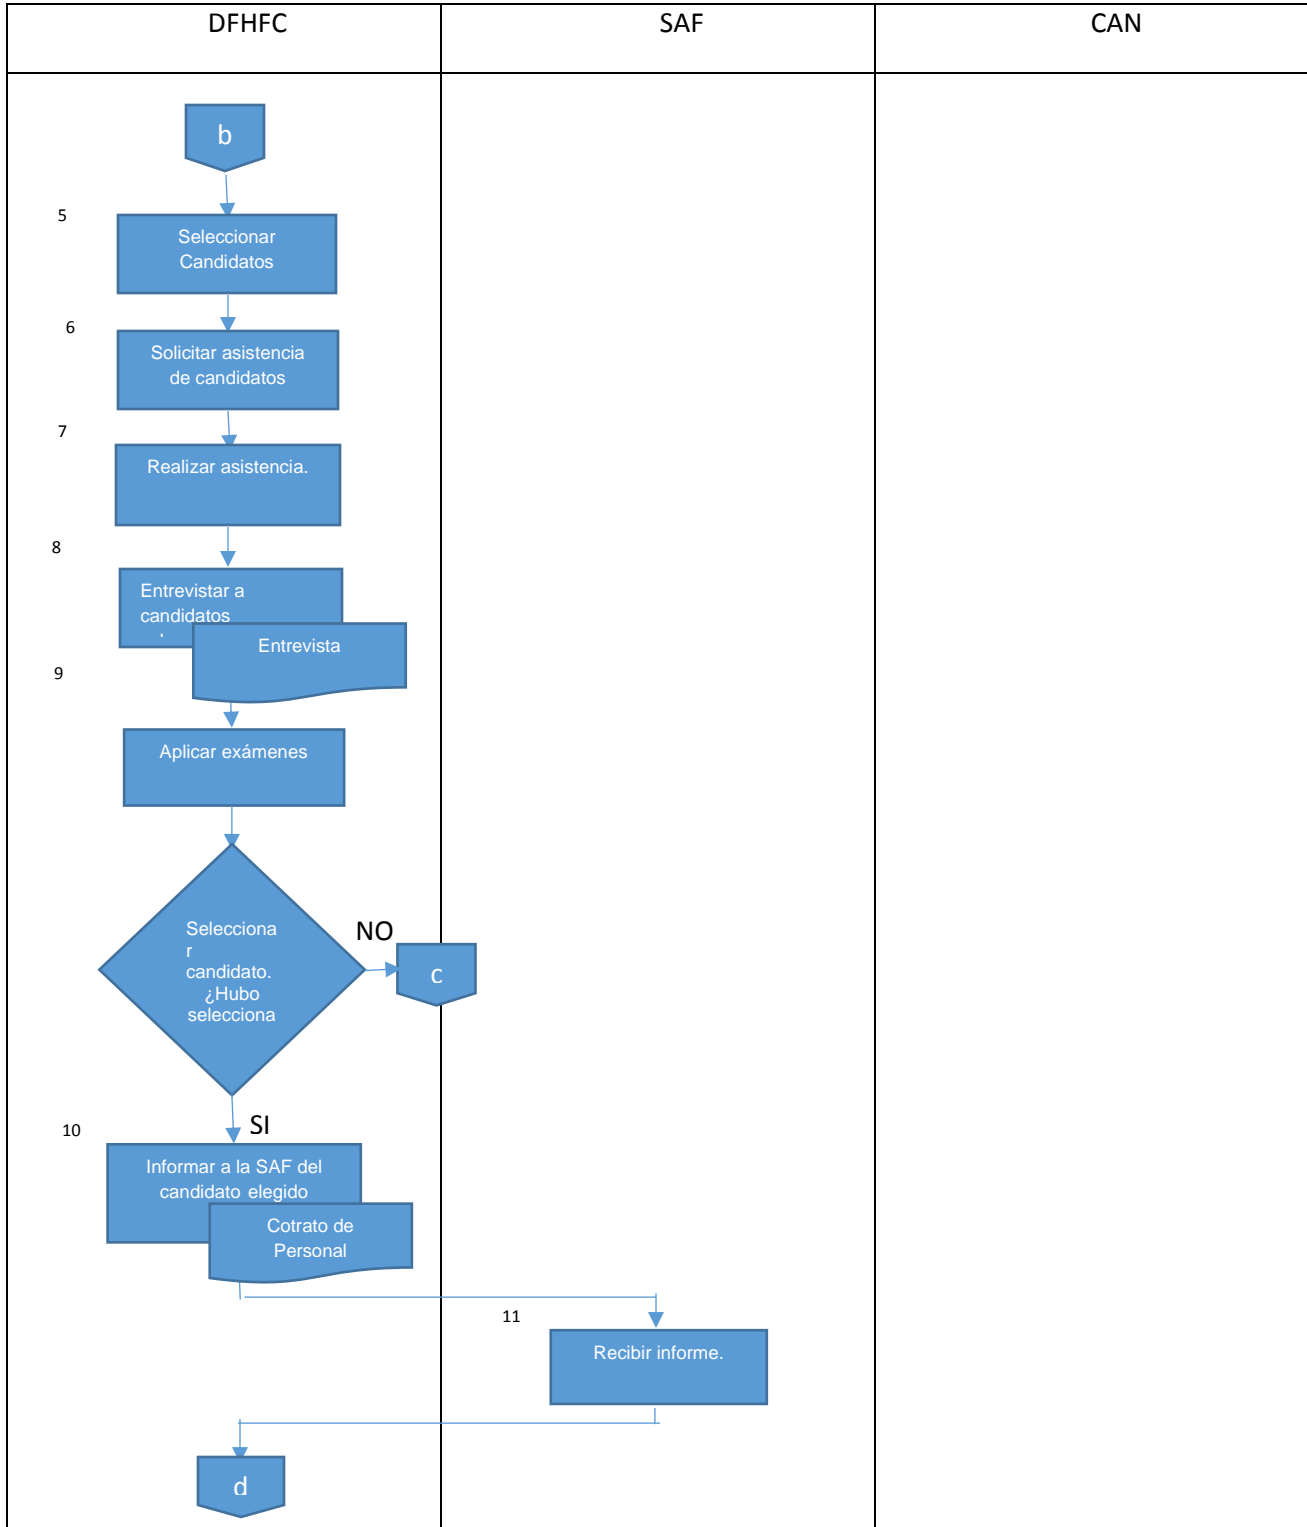 DFHFC
SAF
CAN
b
5
Seleccionar
Candidatos
6
Solicitar asistencia
de candidatos
7
Realizar asistencia.
8
Entrevistar a
candidatos
Entrevista
9
Aplicar exámenes
Selecciona
r
candidato.
¿Hubo
selecciona
NO
c
SI
10
Informar a la SAF del
candidato elegido
Cotrato de
Personal
11
Recibir informe.
d